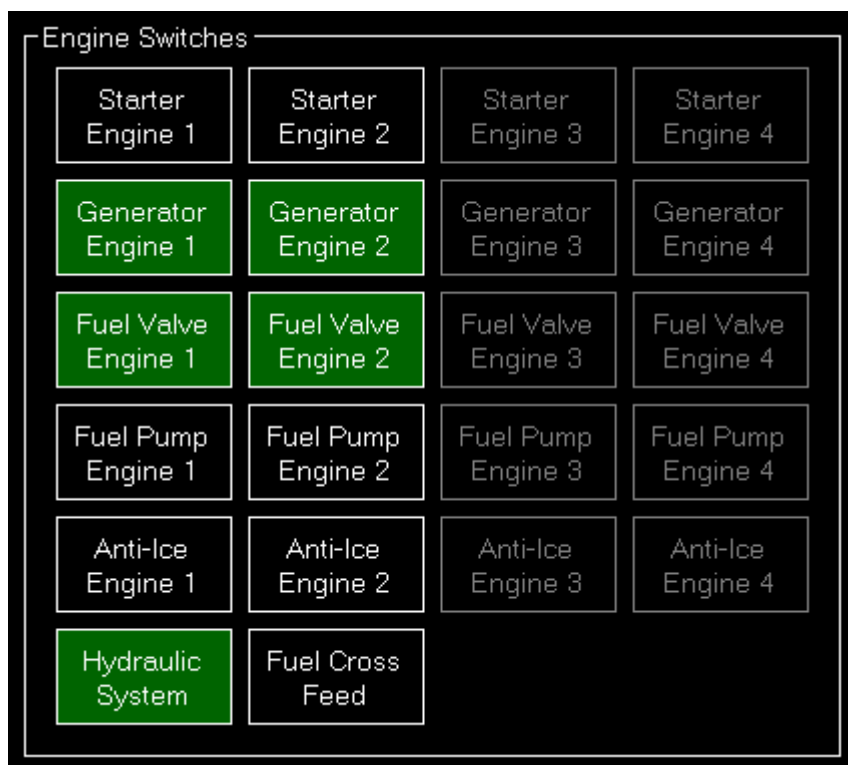 Engine Switches
Starter
Engine 1
Starter
Engine 2
Starter
Engine 3
Starter
Engine 4
Generator
Engine 1
Generator
Engine 2
Generator
Engine 3
Generator
Engine 4
Fuel Valve
Engine 1
Fuel Valve
Engine 2
Fuel Valve
Engine 3
Fuel Valve
Engine 4
Fuel Pump
Engine 1
Fuel Pump
Engine 2
Fuel Pump
Engine 3
Fuel Pump
Engine 4
Anti-Ice
Engine 1
Anti-Ice
Engine 2
Anti-Ice
Engine 3
Anti-Ice
Engine 4
Hydraulic
System
Fuel Cross
Feed